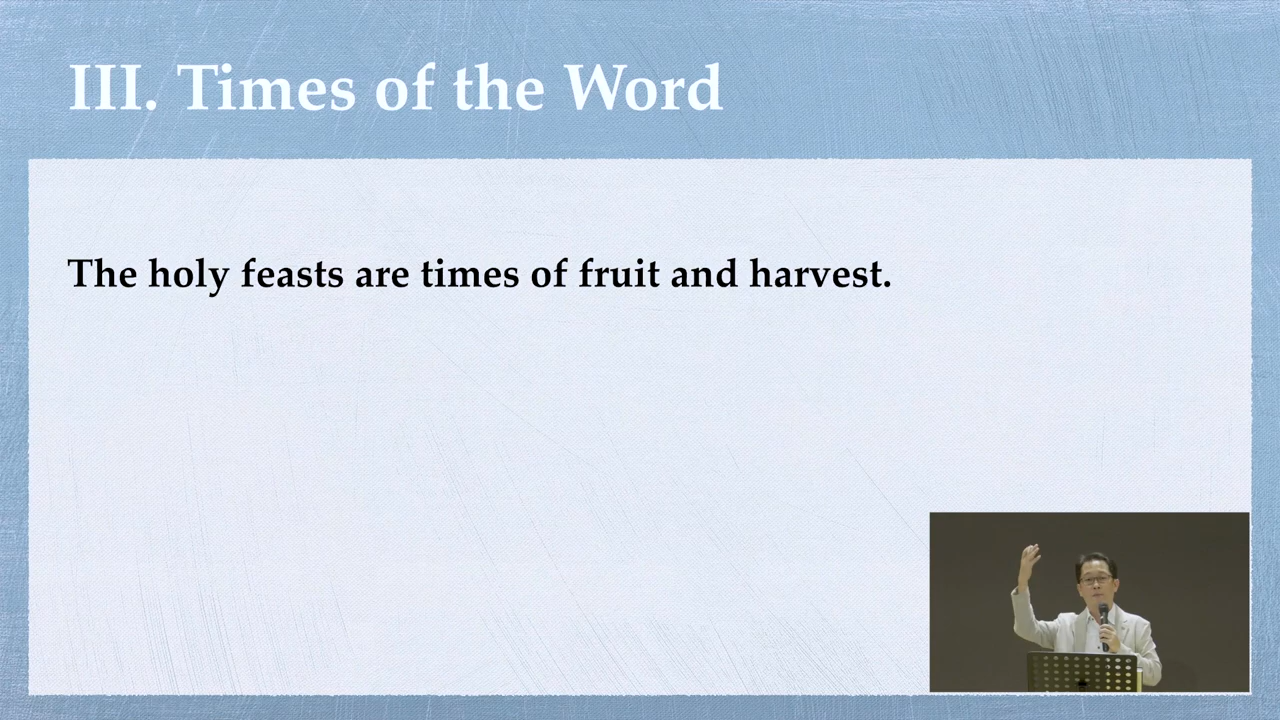 III. Times of the Word
The holy feasts are times of fruit and harvest.